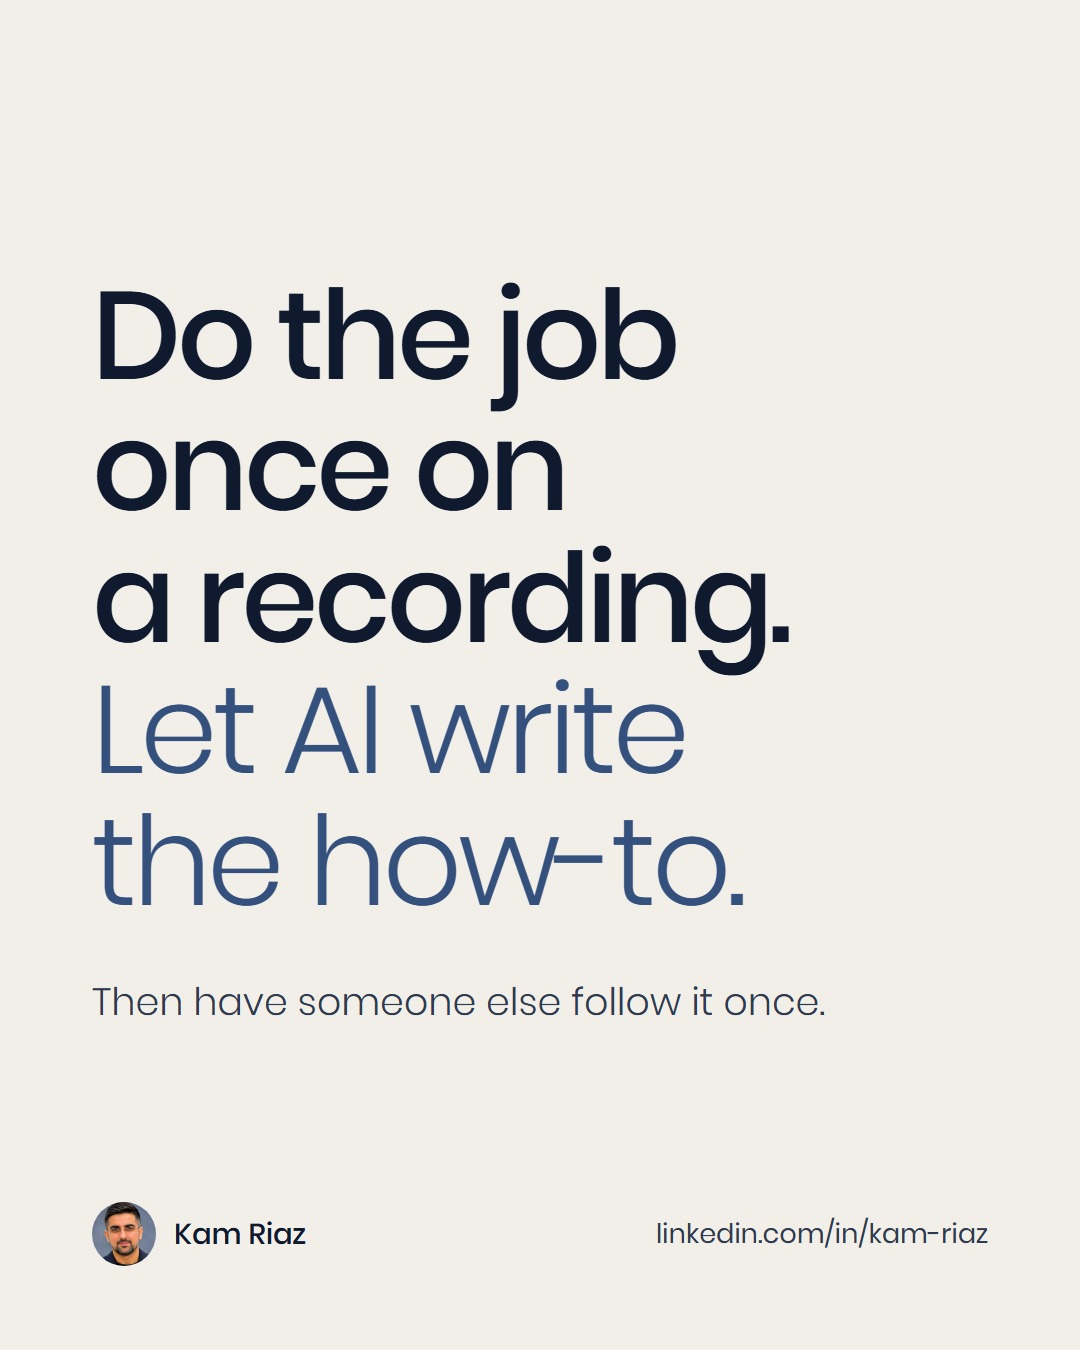 Do the job
once on
a recording.
Let AI write
the how-to.
Then have someone else follow it once.
Kam Riaz
linkedin.com/in/kam-riaz